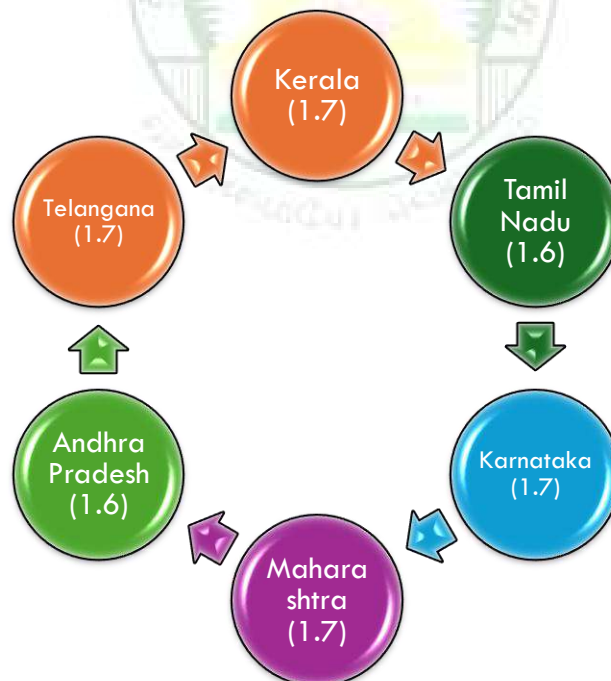 Kerala
(1.7)
Tamil
Nadu
(1.6)
Karnataka
(1.7)
Mahara
shtra
(1.7)
Andhra
Pradesh
(1.6)
Telangana
(1.7)